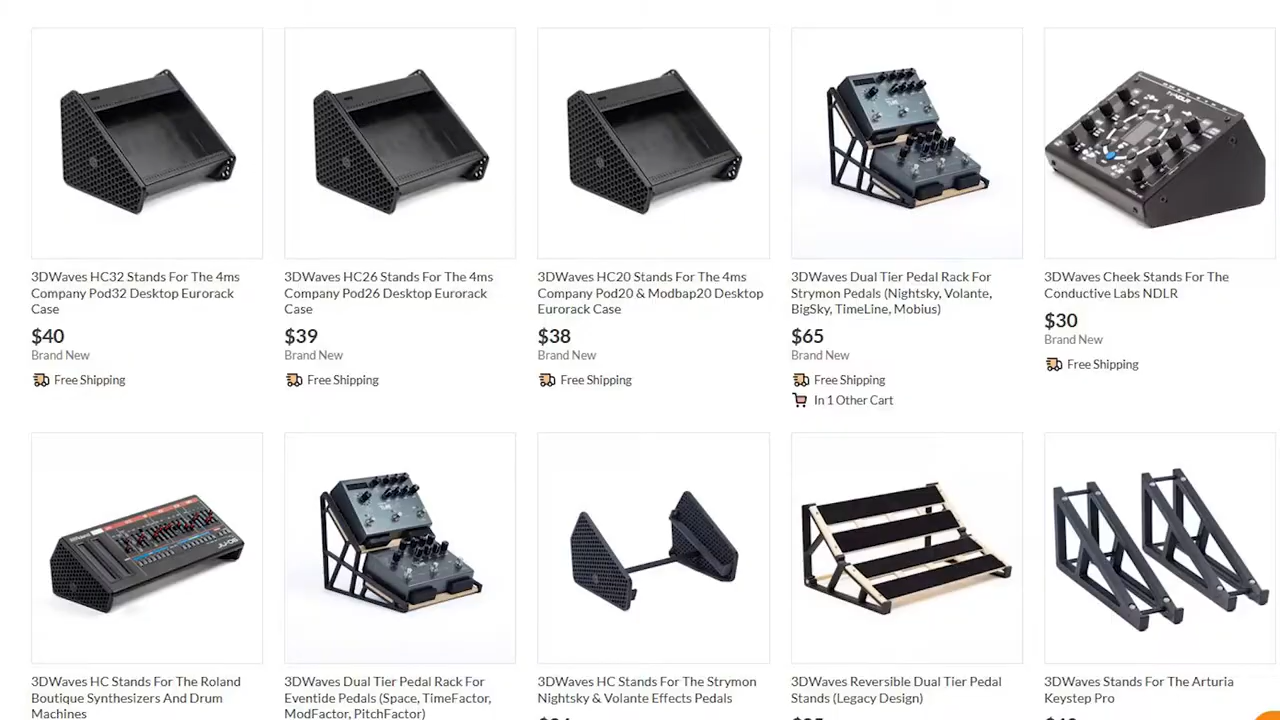 3DWaves HC32 Stands For The 4ms
Company Pod32 Desktop Eurorack
Case
$40
Brand New
Free Shipping
3DWaves HC26 Stands For The 4ms
Company Pod26 Desktop Eurorack
Case
$39
Brand New
Free Shipping
3DWaves HC20 Stands For The 4ms
Company Pod20 & Modbap20 Desktop
Eurorack Case
$38
Brand New
Free Shipping
3DWaves Dual Tier Pedal Rack For
Strymon Pedals (Nightsky, Volante,
BigSky, TimeLine, Mobius)
$65
Brand New
Free Shipping
In 1 Other Cart
3DWaves Cheek Stands For The
Conductive Labs NDLR
$30
Brand New
Free Shipping
3DWaves HC Stands For The Roland
Boutique Synthesizers And Drum
Machines
3DWaves Dual Tier Pedal Rack For
Eventide Pedals (Space, TimeFactor,
ModFactor, PitchFactor)
3DWaves HC Stands For The Strymon
Nightsky & Volante Effects Pedals
3DWaves Reversible Dual Tier Pedal
Stands (Legacy Design)
3DWaves Stands For The Arturia
Keystep Pro